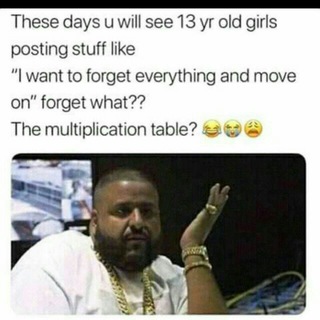 These days u will see 13 yr old girls
posting stuff like
"I want to forget everything and move
on" forget what??
The multiplication table? 😂😭😩